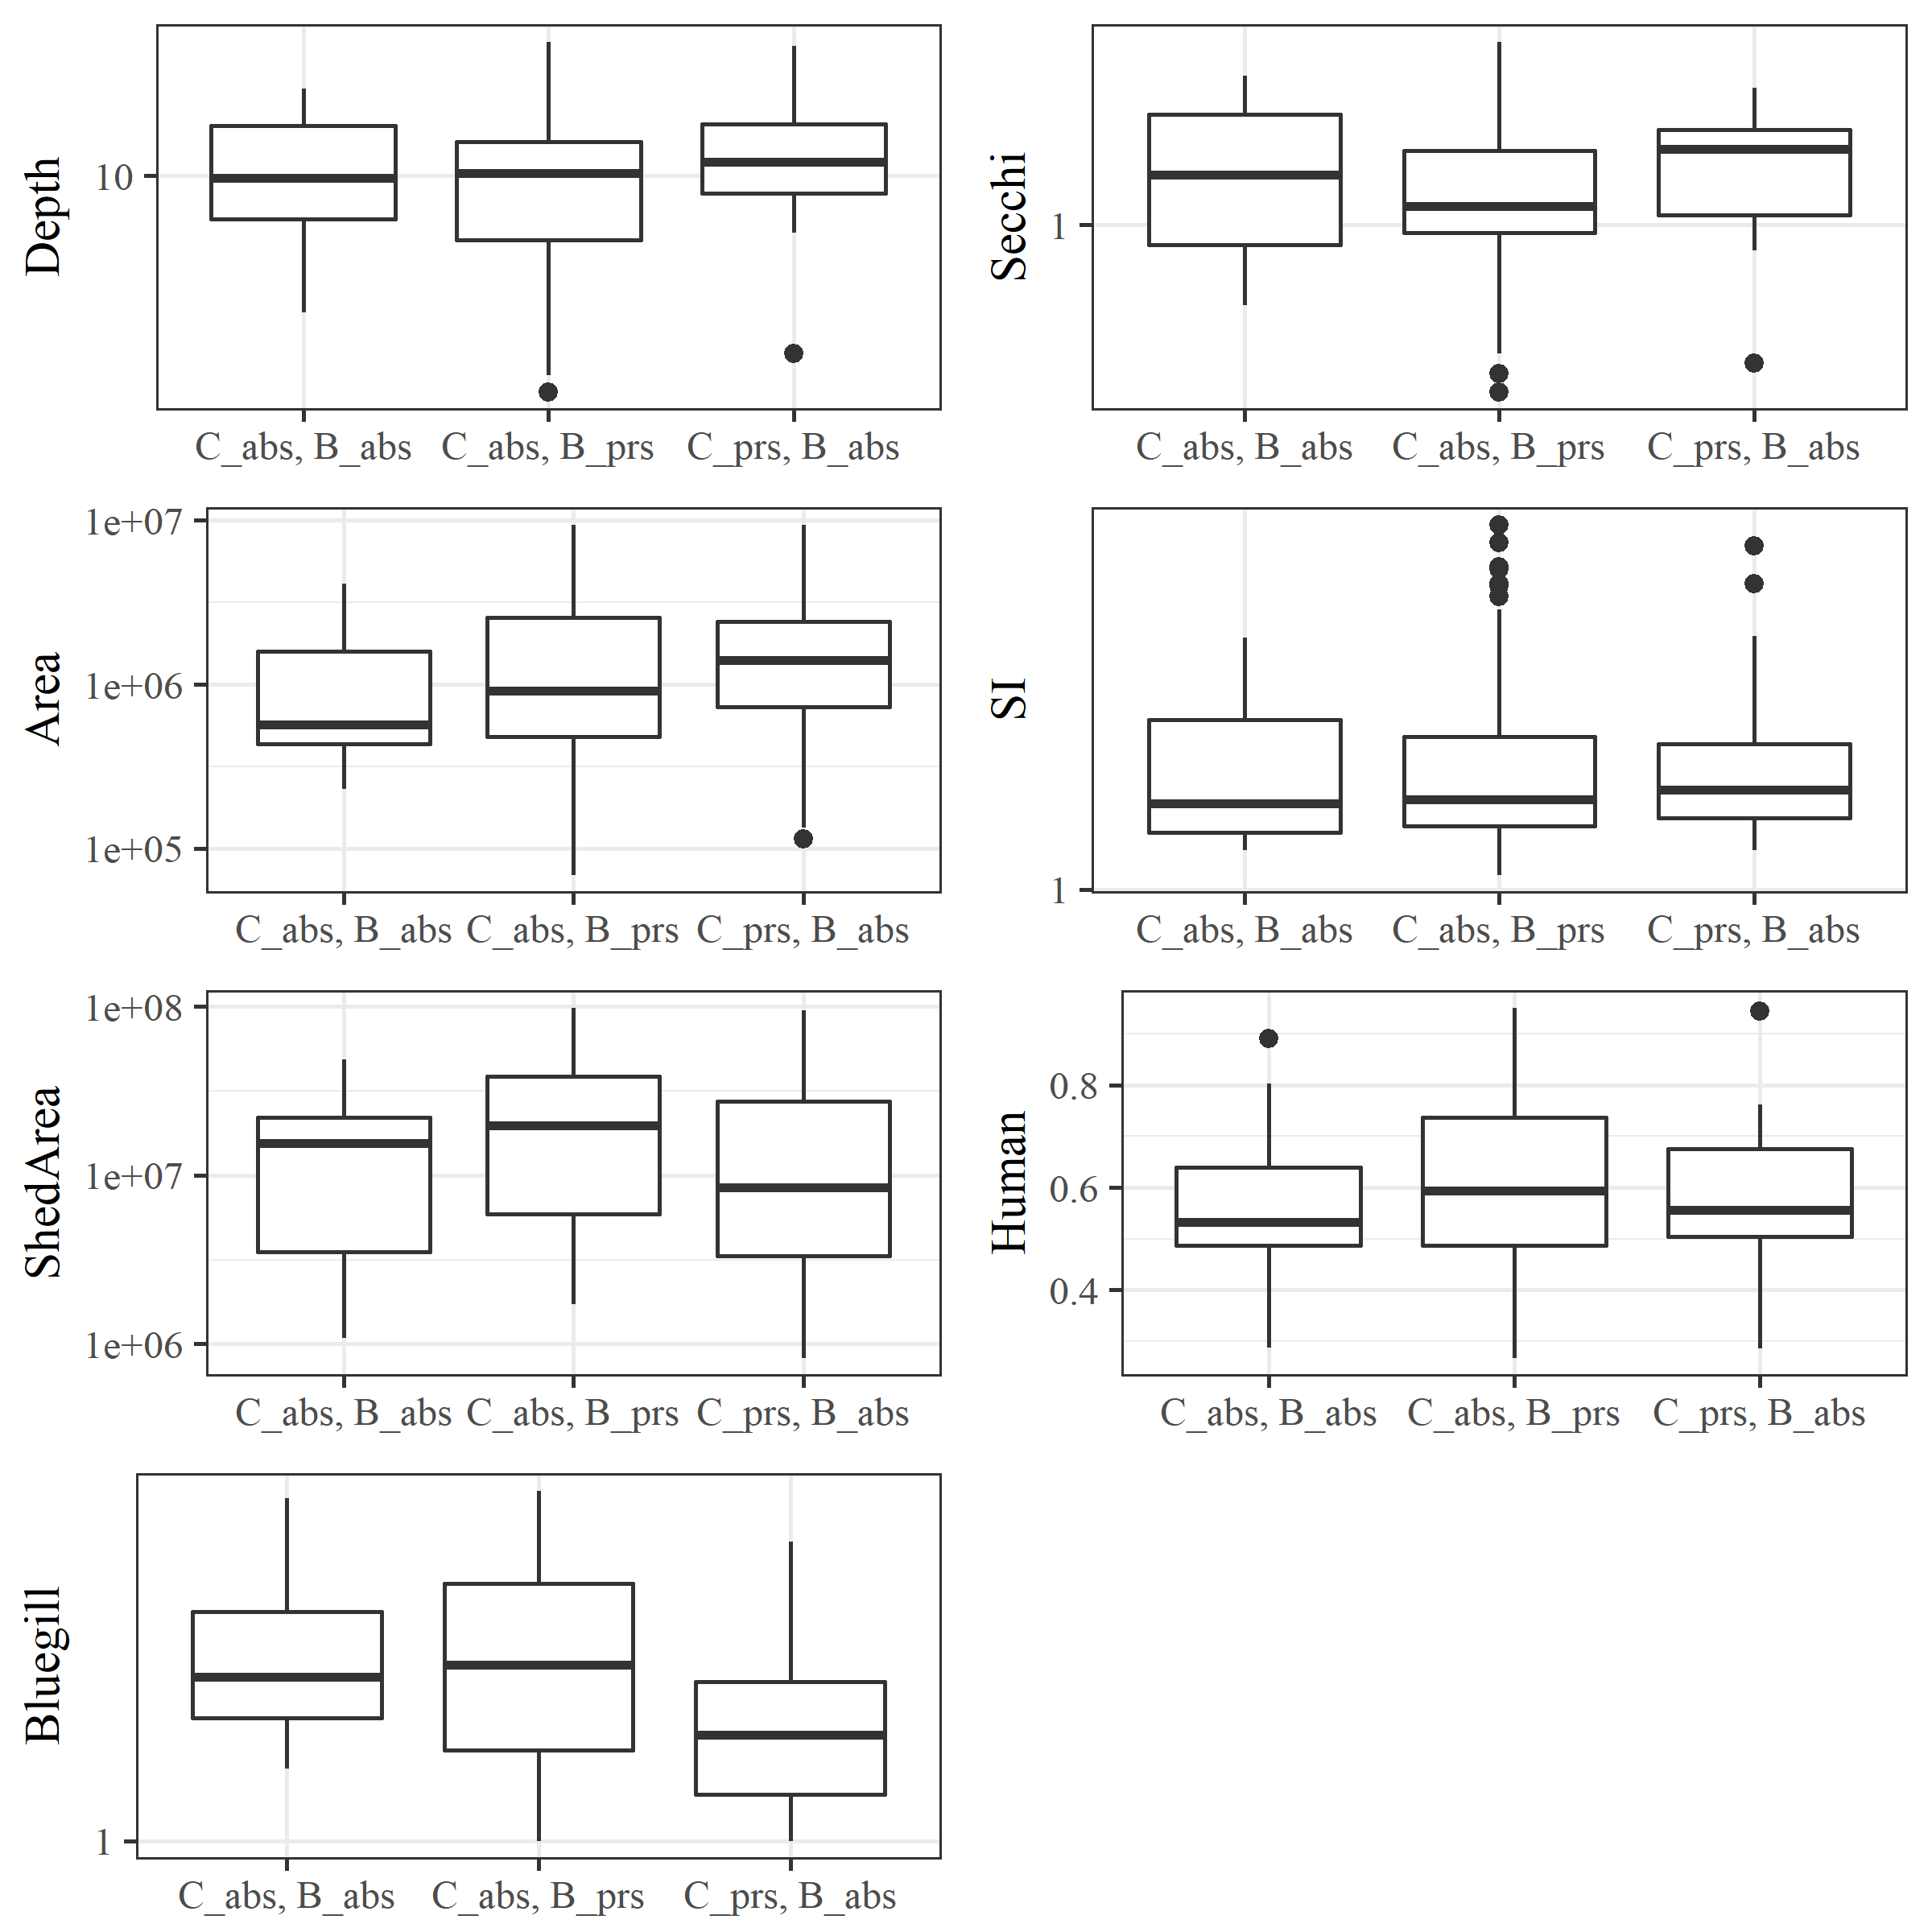 Depth
10
C_abs, B_abs C_abs, B_prs C_prs, B_abs
Secchi
1
C_abs, B_abs C_abs, B_prs C_prs, B_abs
Area
1e+07
1e+06
1e+05
C_abs, B_abs C_abs, B_prs C_prs, B_abs
SI
1
C_abs, B_abs C_abs, B_prs C_prs, B_abs
ShedArea
1e+08
1e+07
1e+06
C_abs, B_abs C_abs, B_prs C_prs, B_abs
Human
0.8
0.6
0.4
C_abs, B_abs C_abs, B_prs C_prs, B_abs
Bluegill
1
C_abs, B_abs C_abs, B_prs C_prs, B_abs